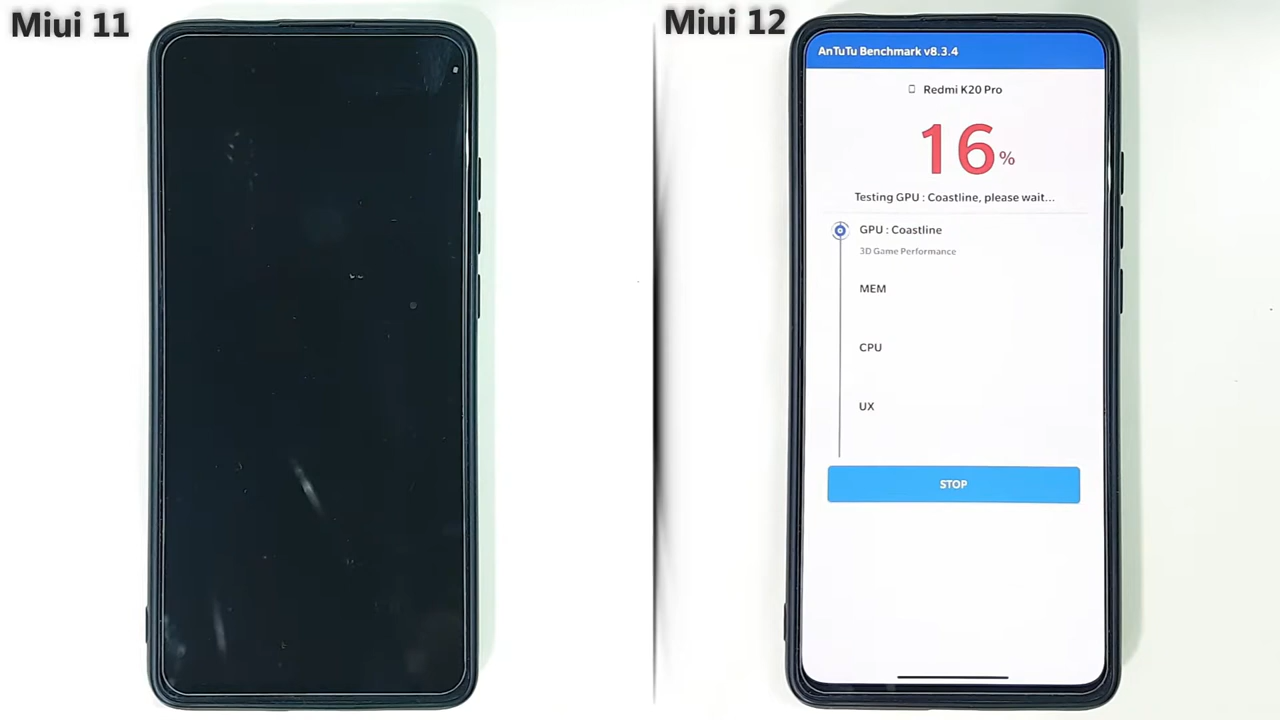 Miui 11
Miui 12
AnTuTu Benchmark v8.3.4
Redmi K20 Pro
16%
Testing GPU : Coastline, please wait...
GPU : Coastline
3D Game Performance
MEM
CPU
UX
STOP